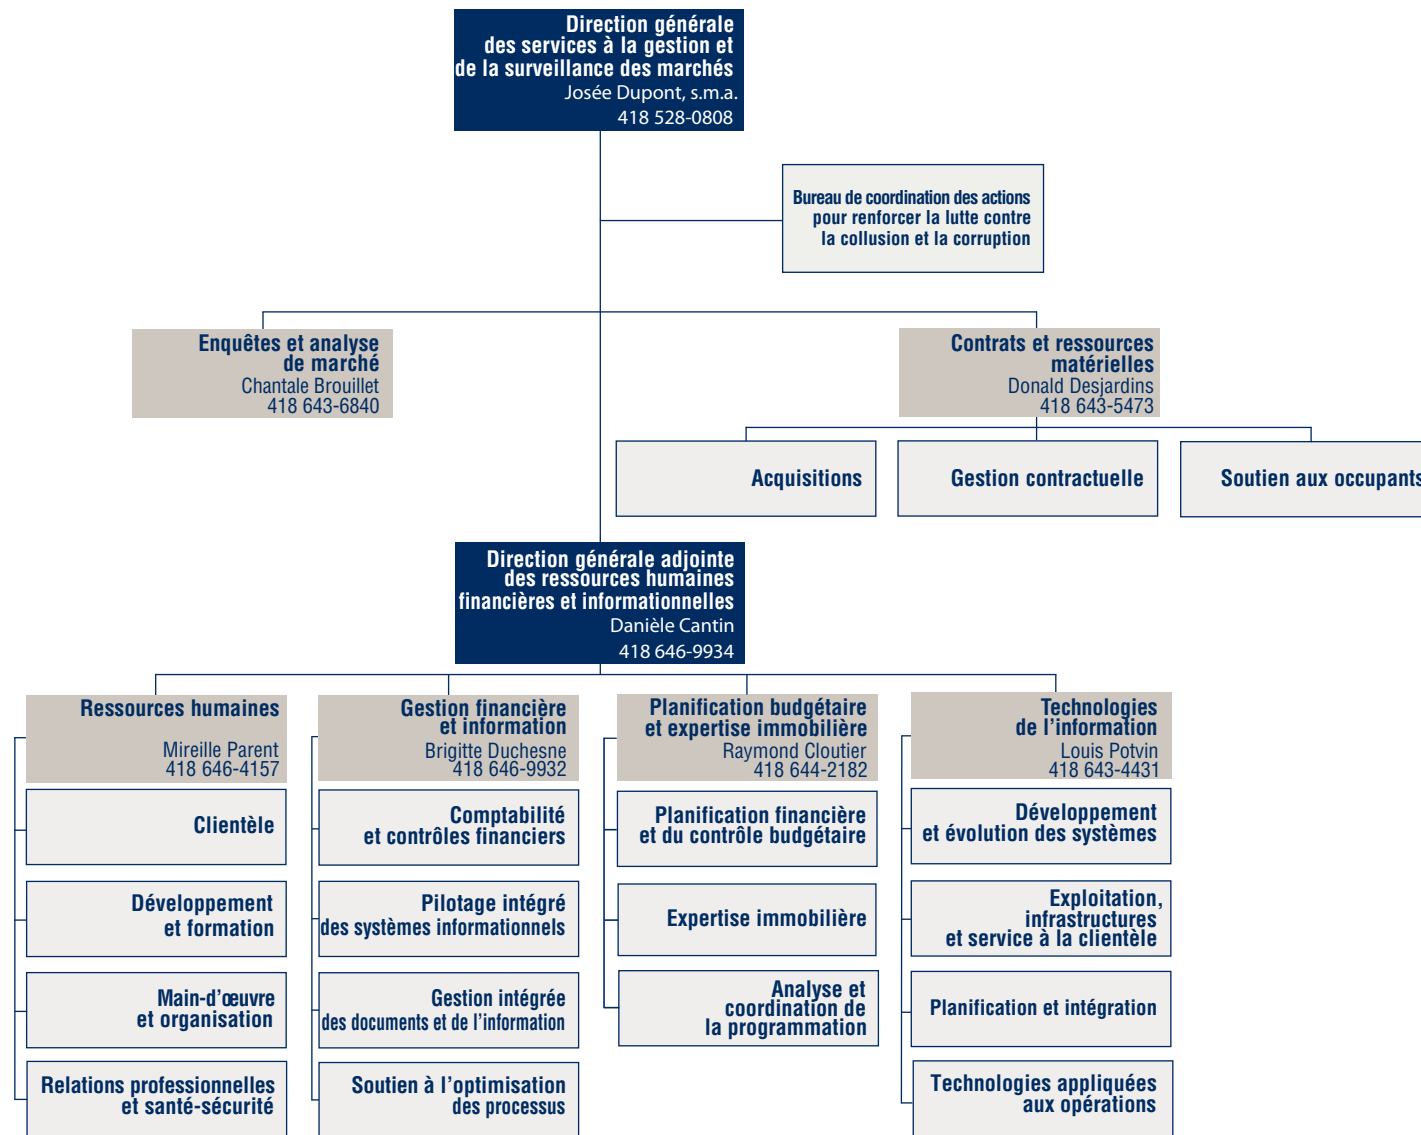 Direction générale
des services à la gestion et
de la surveillance des marchés
Josée Dupont, s.m.a.
418 528-0808
Bureau de coordination des actions
pour renforcer la lutte contre
la collusion et la corruption
Enquêtes et analyse
de marché
Chantale Brouillet
418 643-6840
Contrats et ressources
matérielles
Donald Desjardins
418 643-5473
Acquisitions
Gestion contractuelle
Soutien aux occupants
Direction générale adjointe
des ressources humaines
financières et informationnelles
Danièle Cantin
418 646-9934
Ressources humaines
Mireille Parent
418 646-4157
Clientèle
Développement
et formation
Main-d’œuvre
et organisation
Relations professionnelles
et santé-sécurité
Gestion financière
et information
Brigitte Duchesne
418 646-9932
Comptabilité
et contrôles financiers
Pilotage intégré
des systèmes informationnels
Gestion intégrée
des documents et de l’information
Soutien à l’optimisation
des processus
Planification budgétaire
et expertise immobilière
Raymond Cloutier
418 644-2182
Planification financière
et du contrôle budgétaire
Expertise immobilière
Analyse et
coordination de
la programmation
Technologies
de l’information
Louis Potvin
418 643-4431
Développement
et évolution des systèmes
Exploitation,
infrastructures
et service à la clientèle
Planification et intégration
Technologies appliquées
aux opérations